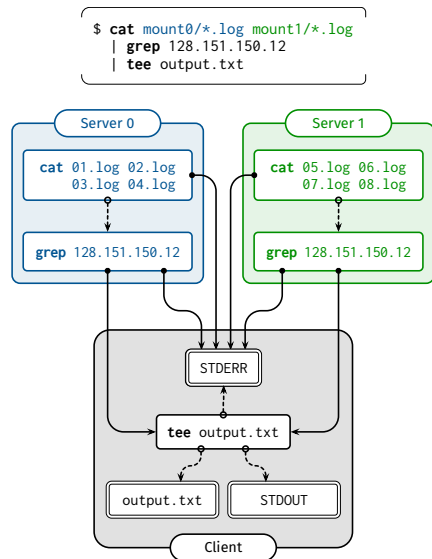 $ cat mount0/*.log mount1/*.log
| grep 128.151.150.12
| tee output.txt
Server 0
Server 1
cat 01.log 02.log
03.log 04.log
cat 05.log 06.log
07.log 08.log
grep 128.151.150.12
grep 128.151.150.12
STDERR
tee output.txt
output.txt
STDOUT
Client